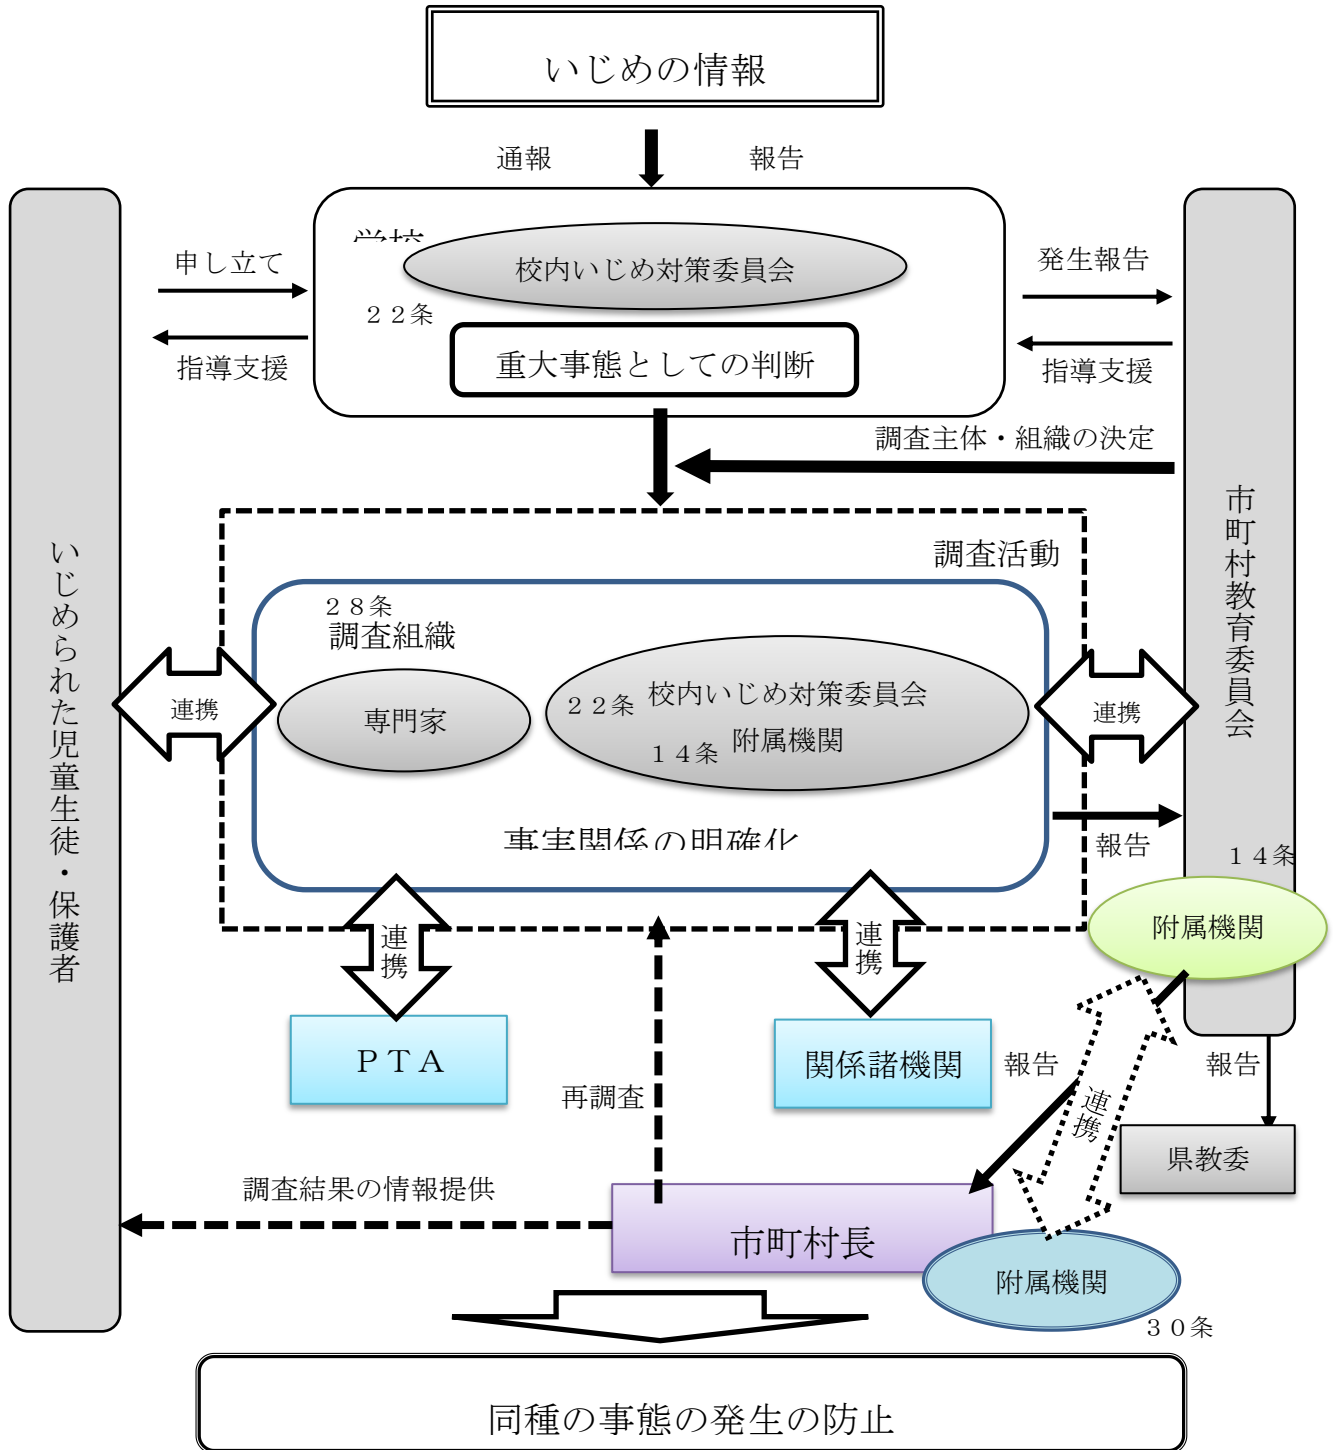 いじめの情報
通報　報告
学校
校内いじめ対策委員会
２２条
重大事態としての判断
申し立て
指導支援
発生報告
指導支援
調査主体・組織の決定
いじめられた児童生徒・保護者
市町村教育委員会
調査活動
２８条
調査組織
専門家
２２条 校内いじめ対策委員会
１４条 附属機関
事実関係の明確化
連携
連携
報告
１４条
附属機関
連携
連携
ＰＴＡ
関係諸機関
報告
連携
報告
県教委
再調査
調査結果の情報提供
市町村長
附属機関
３０条
同種の事態の発生の防止